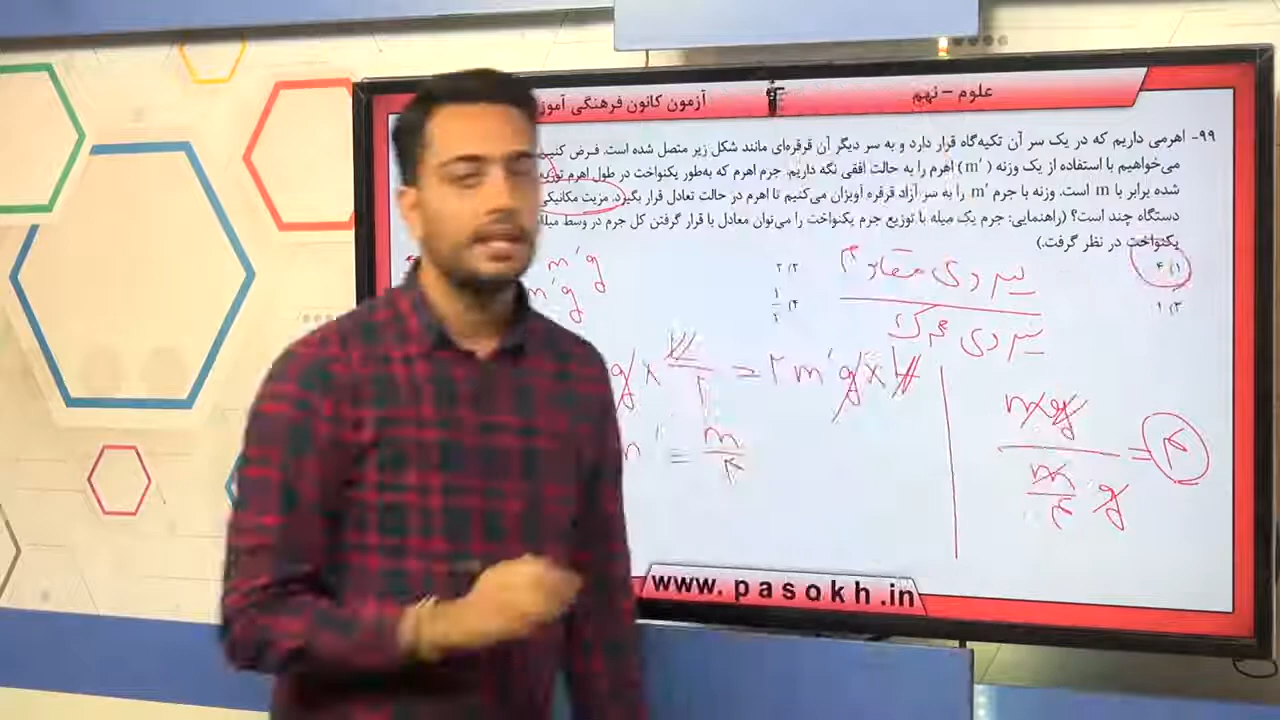 علوم – نهم
آزمون کانون فرهنگی
۹۹- اهرمی داریم که در یک سر آن تکیه‌گاه قرار دارد و به سر دیگر آن قرقره‌ای مانند شکل زیر متصل شده است. فرض کنید
می‌خواهیم با استفاده از یک وزنه (m′) اهرم را به حالت افقی نگه داریم. جرم اهرم که به‌طور یکنواخت در طول اهرم توزیع
شده برابر با m است. وزنه با جرم m′ را به سر آزاد قرقره آویزان می‌کنیم تا اهرم در حالت تعادل قرار بگیرد. مزیت مکانیکی
دستگاه چند است؟ (راهنمایی: جرم یک میله با توزیع جرم یکنواخت را می‌توان معادل با قرار گرفتن کل جرم در وسط میله
یکنواخت در نظر گرفت.)
۱) ۴
۲) ۲
۳) ۱
۴) ۱/۲
m′g
m′g
نیروی مقاوم
نیروی محرک
= ۲m′g×
= m/۴
mg
m/۴ g
= ۴
www.pasokh.in